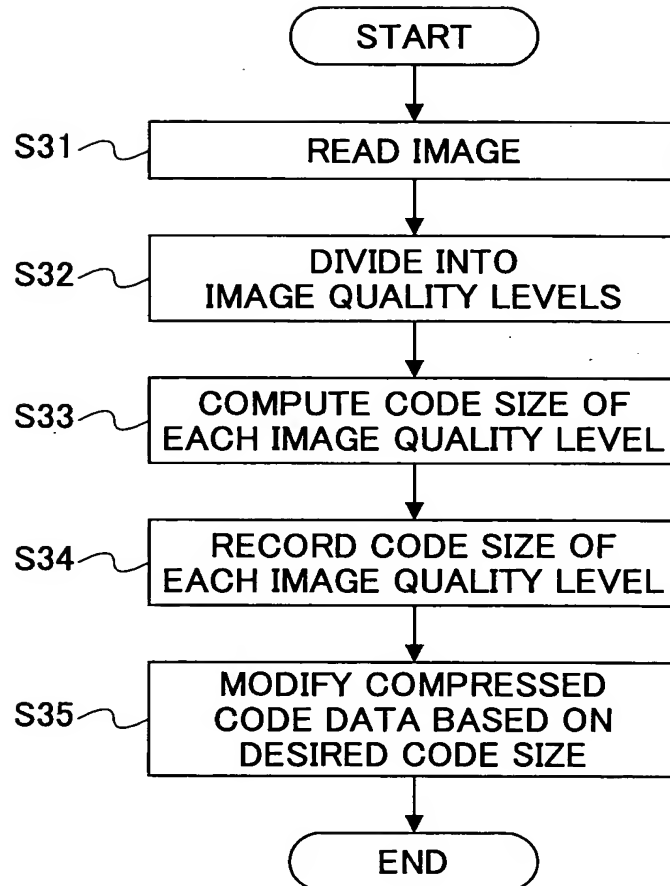 START
S31
READ IMAGE
S32
DIVIDE INTO
IMAGE QUALITY LEVELS
S33
COMPUTE CODE SIZE OF
EACH IMAGE QUALITY LEVEL
S34
RECORD CODE SIZE OF
EACH IMAGE QUALITY LEVEL
S35
MODIFY COMPRESSED
CODE DATA BASED ON
DESIRED CODE SIZE
END